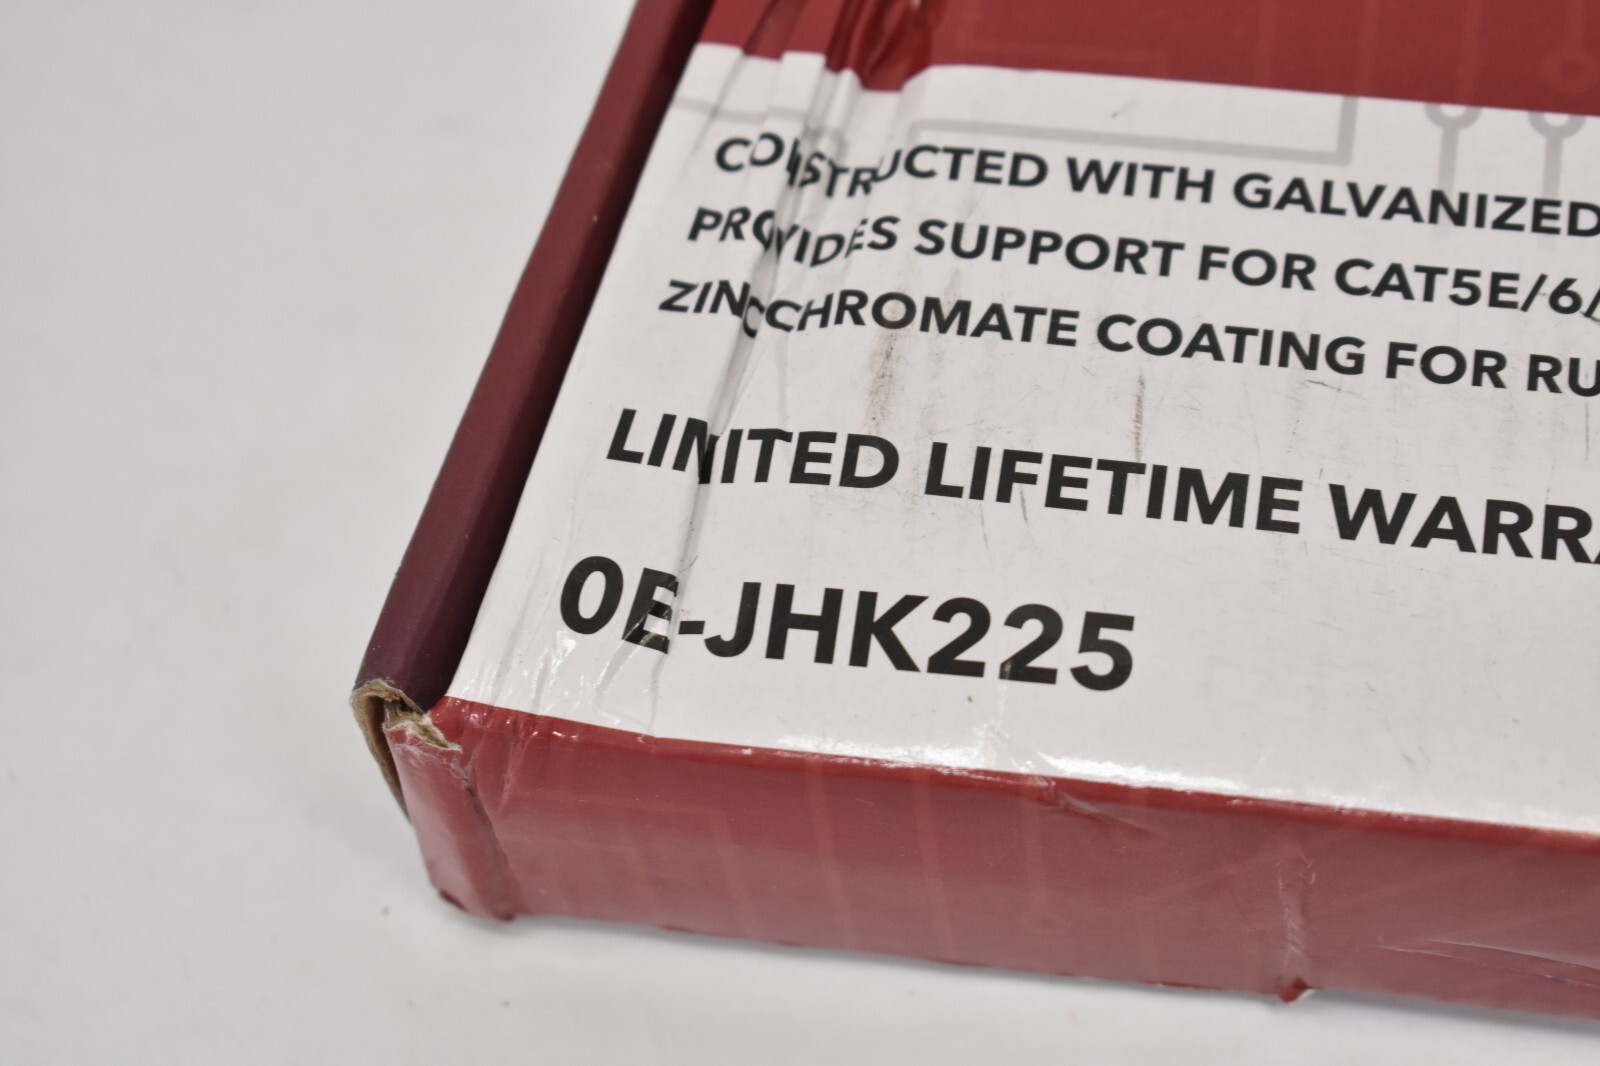 CONSTRUCTED WITH GALVANIZED
PROVIDES SUPPORT FOR CAT5E/6/
ZINC CHROMATE COATING FOR RU
LIMITED LIFETIME WARRA
0E-JHK225